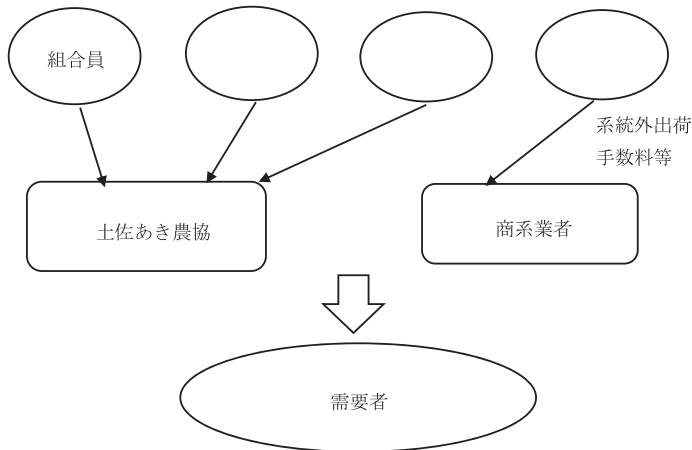 組合員
系統外出荷
手数料等
土佐あき農協
商系業者
需要者